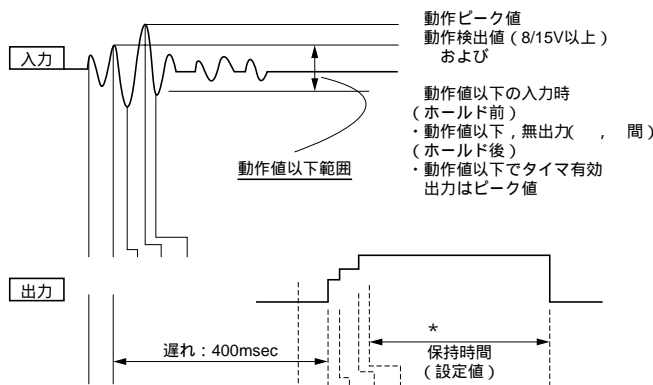 動作ピーク値
動作検出値（8/15V以上）
および
入力
動作値以下の入力時
（ホールド前）
・動作値以下，無出力（　，　間）
（ホールド後）
・動作値以下でタイマ有効
出力はピーク値
動作値以下範囲
出力
*
遅れ：400msec
保持時間
（設定値）